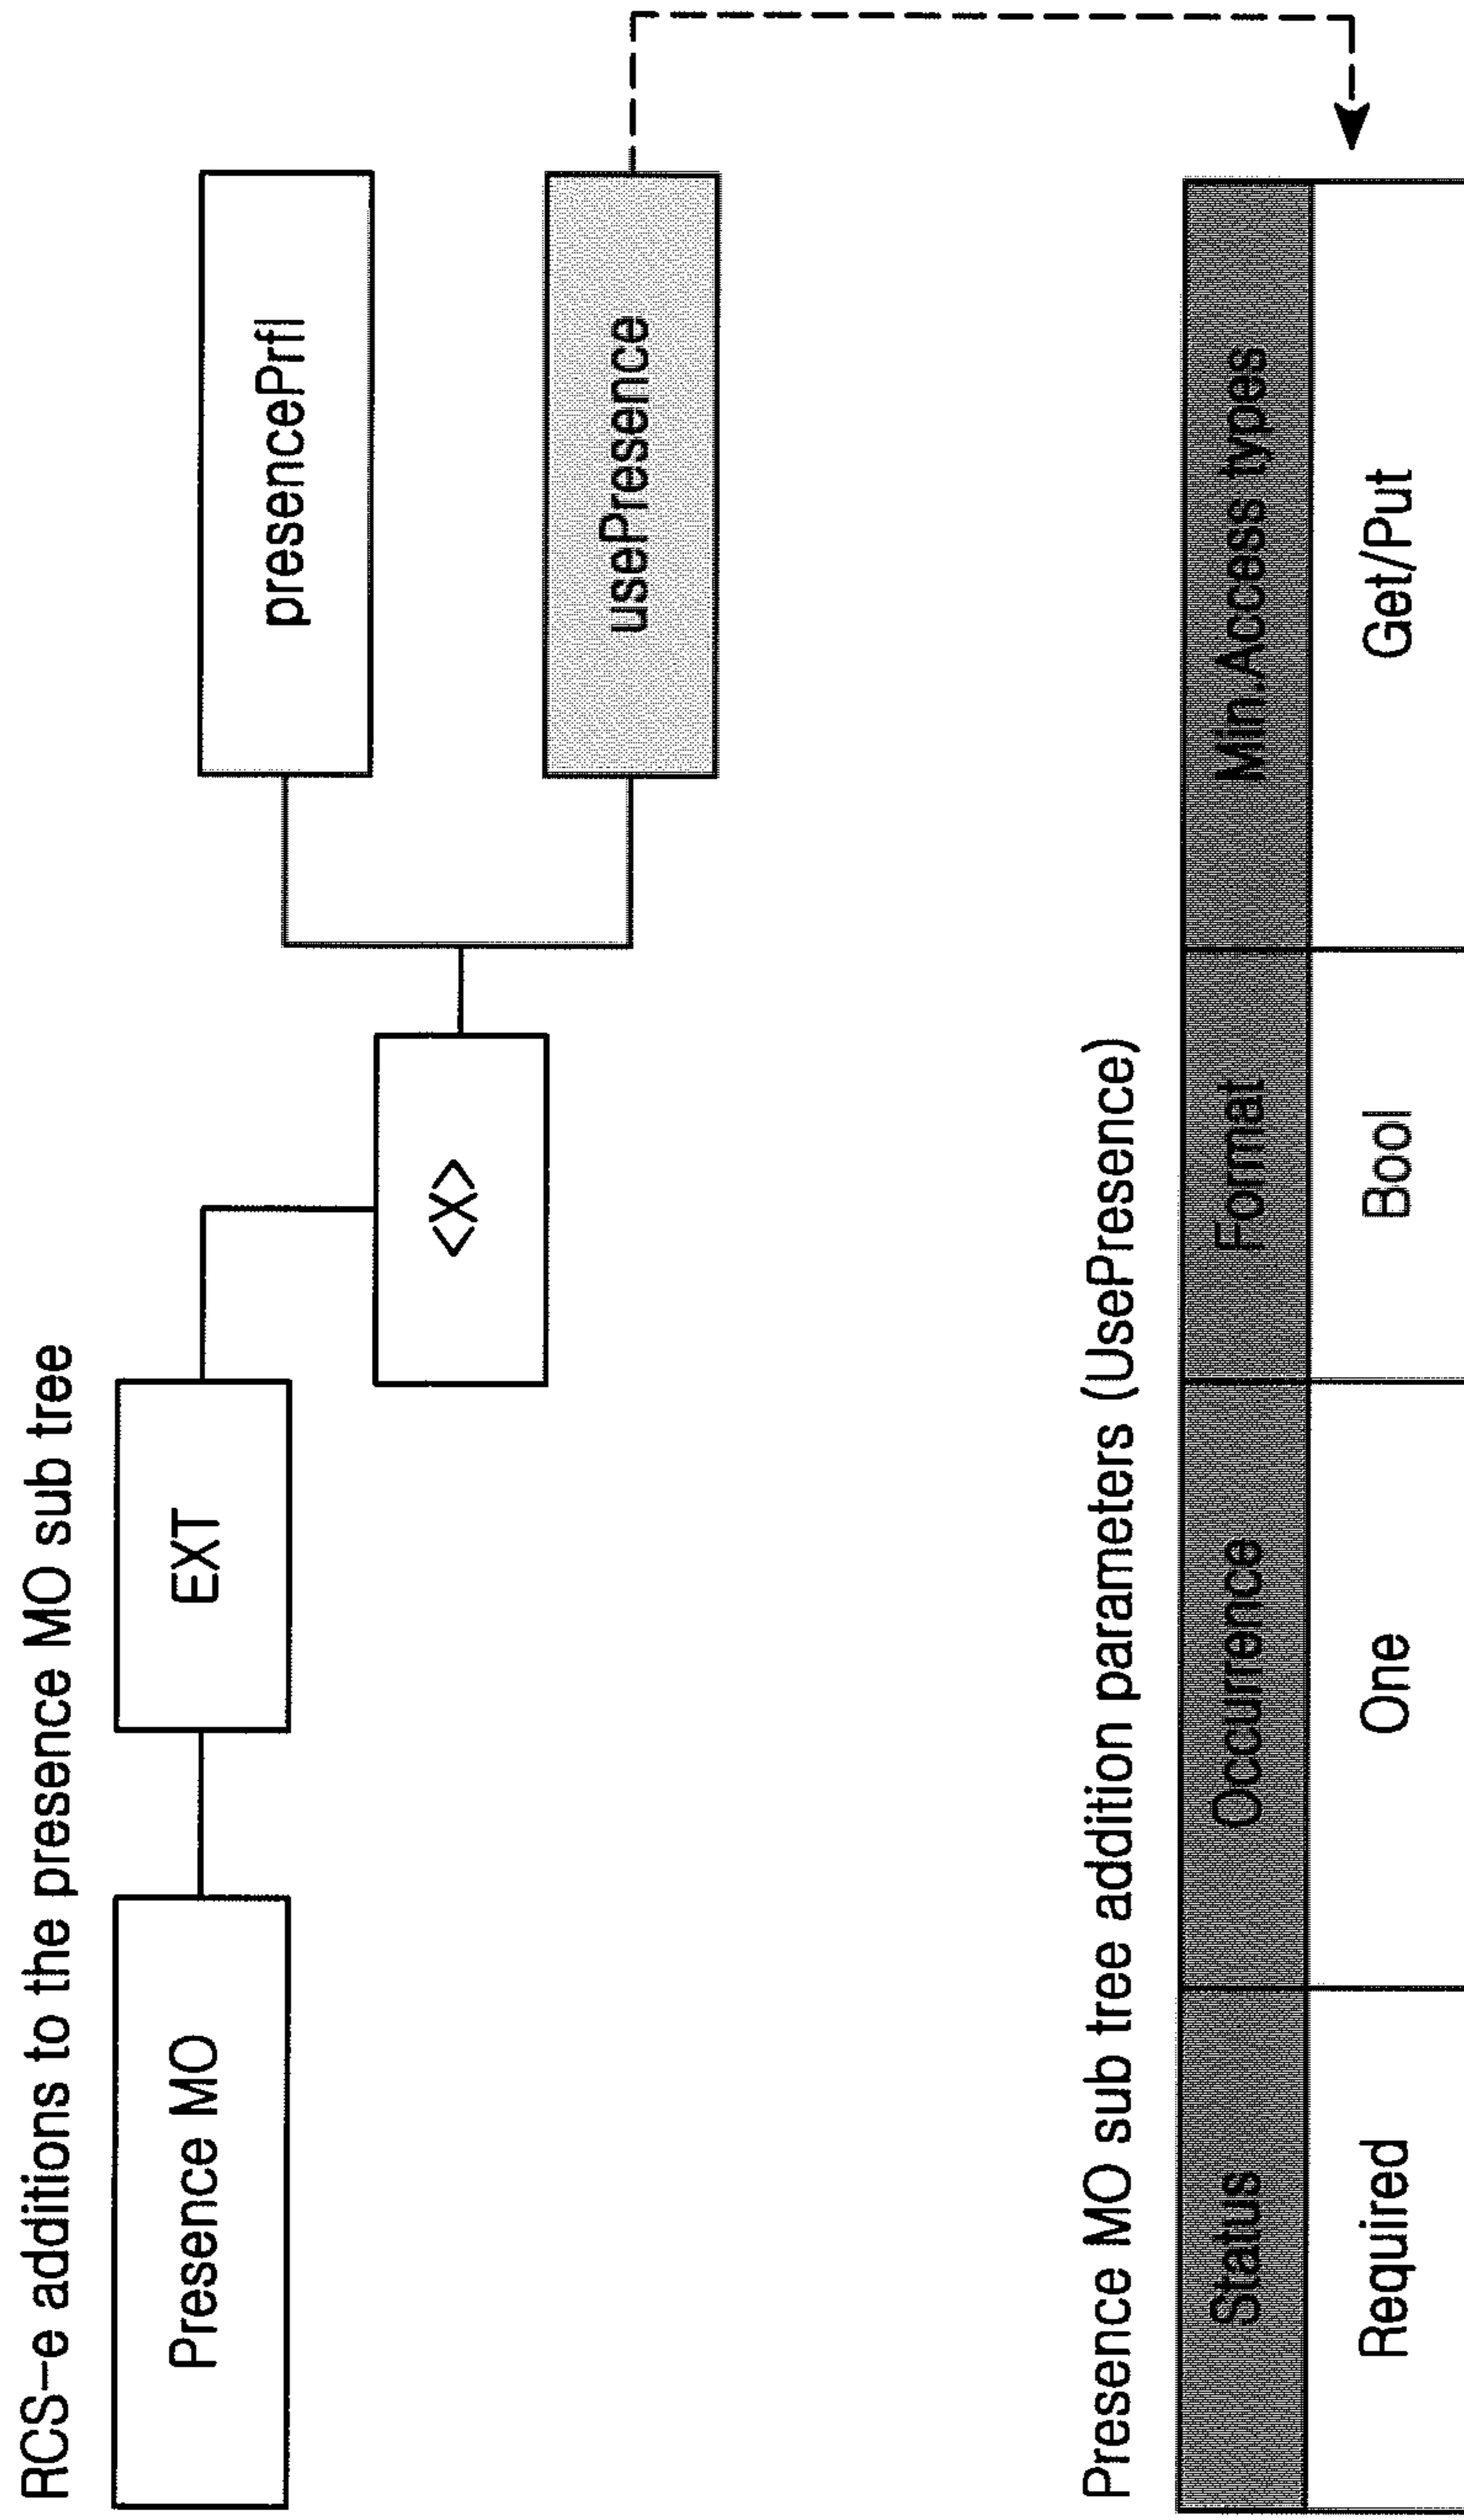 RCS-e additions to the presence MO sub tree
Presence MO
EXT
<X>
presencePrfl
usePresence
Presence MO sub tree addition parameters (UsePresence)
Status Occurrence Format Min.Access types
Required One Bool Get/Put